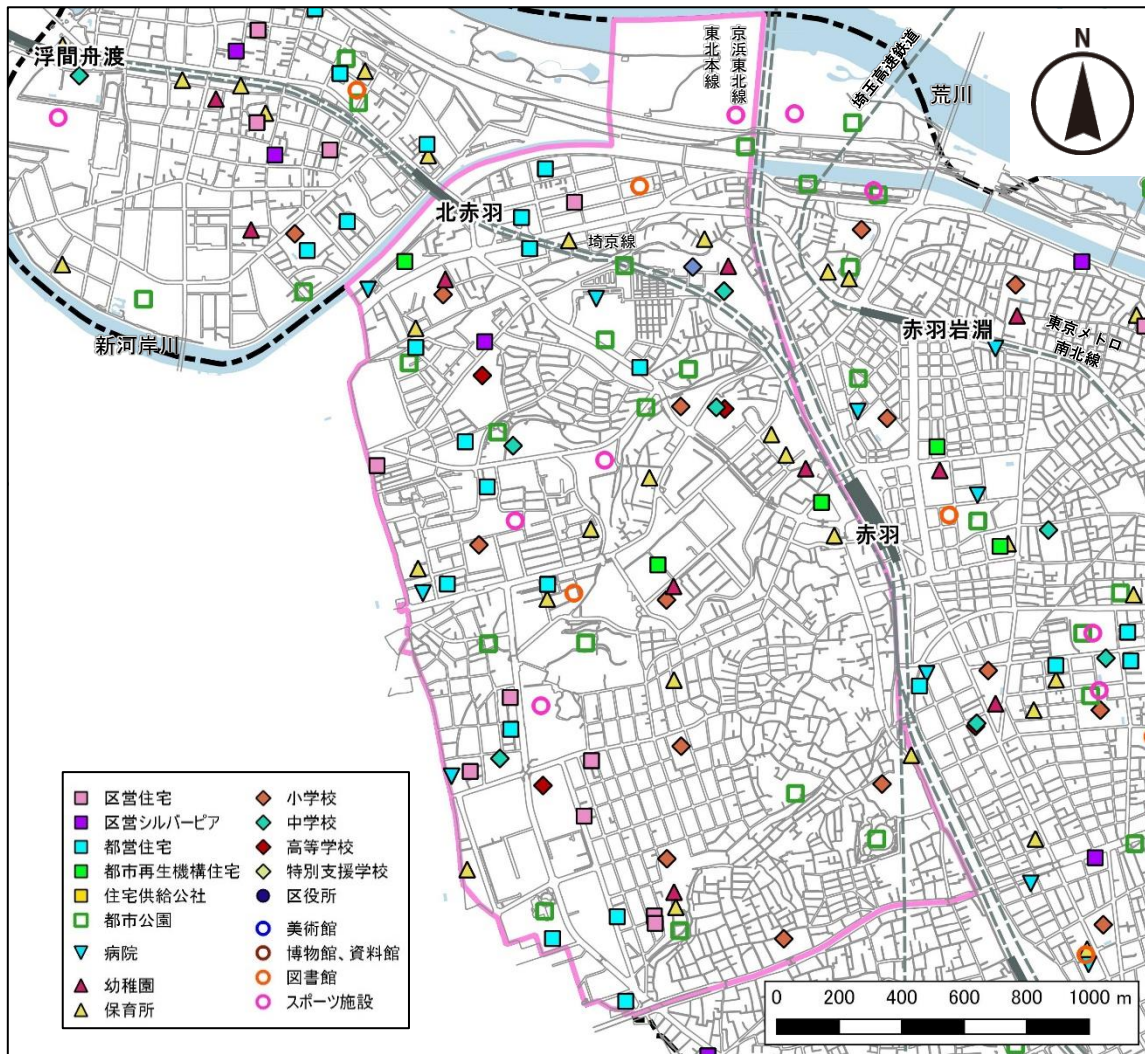 浮間舟渡
東北本線
京浜東北線
埼玉高速鉄道
荒川
N
北赤羽
埼京線
新河岸川
赤羽岩淵
東京メトロ
南北線
赤羽
区営住宅
区営シルバーピア
都営住宅
都市再生機構住宅
住宅供給公社
都市公園
病院
幼稚園
保育所
小学校
中学校
高等学校
特別支援学校
区役所
美術館
博物館、資料館
図書館
スポーツ施設
0 200 400 600 800 1000 m